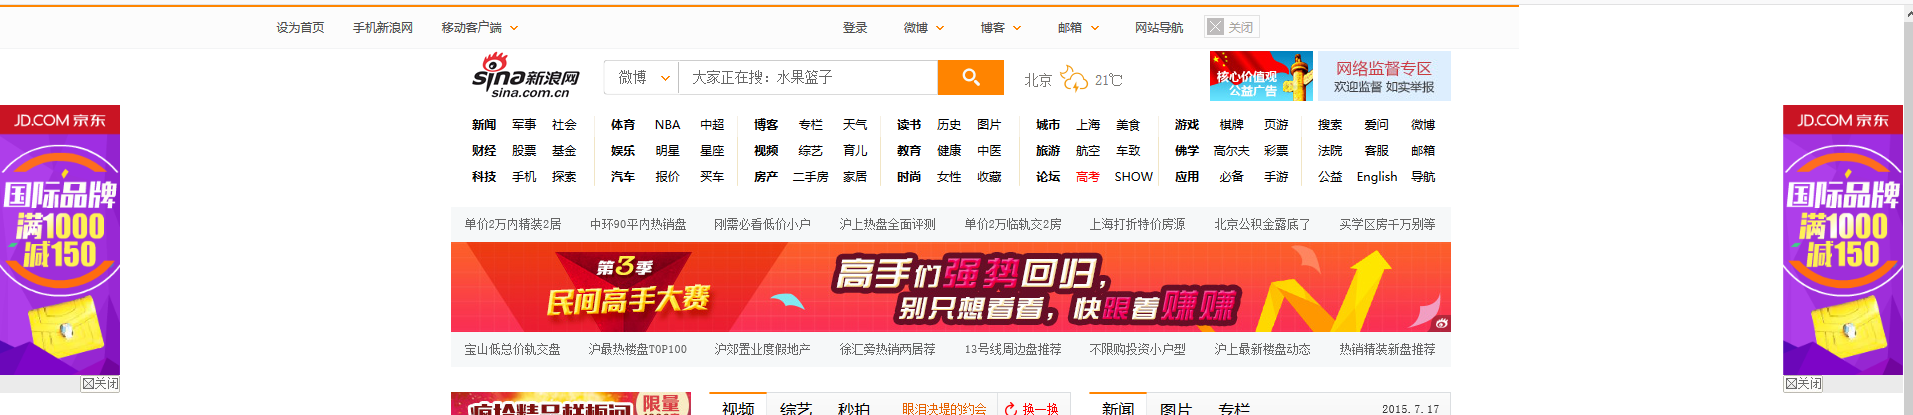 设为首页 手机新浪网 移动客户端 登录 微博 博客 邮箱 网站导航 关闭
sina新浪网
sina.com.cn
微博 大家正在搜：水果篮子
北京 21℃
核心价值观
公益广告
网络监督专区
欢迎监督 如实举报
新闻 军事 社会 体育 NBA 中超 博客 专栏 天气 读书 历史 图片 城市 上海 美食 游戏 棋牌 页游 搜索 爱问 微博
财经 股票 基金 娱乐 明星 星座 视频 综艺 育儿 教育 健康 中医 旅游 航空 车致 佛学 高尔夫 彩票 法院 客服 邮箱
科技 手机 探索 汽车 报价 买车 房产 二手房 家居 时尚 女性 收藏 论坛 高考 SHOW 应用 必备 手游 公益 English 导航
JD.COM 京东
国际品牌
满1000
减150
关闭
JD.COM 京东
国际品牌
满1000
减150
关闭
单价2万内精装2居 中环90平内热销盘 刚需必看低价小户 沪上热盘全面评测 单价2万临轨交2房 上海打折特价房源 北京公积金露底了 买学区房千万别等
第3季
民间高手大赛
高手们强势回归，
别只想看看，快跟着赚赚
宝山低总价轨交盘 沪最热楼盘TOP100 沪郊置业度假地产 徐汇旁热销两居荐 13号线周边盘推荐 不限购投资小户型 沪上最新楼盘动态 热销精装新盘推荐
限量
视频 综艺 秒拍 眼泪决堤的约会 换一换
新闻 图片 专栏 2015.7.17